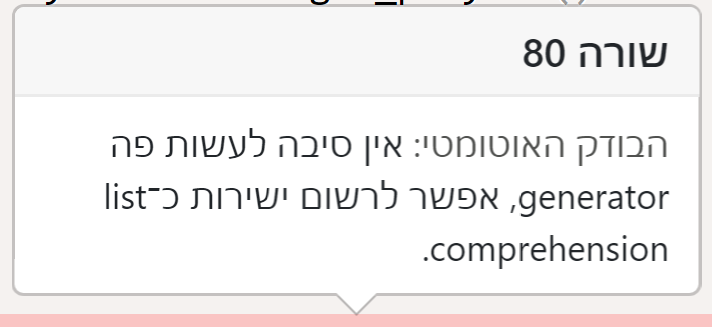 שורה 80
הבודק האוטומטי: אין סיבה לעשות פה
generator, אפשר לרשום ישירות כ־list
comprehension.